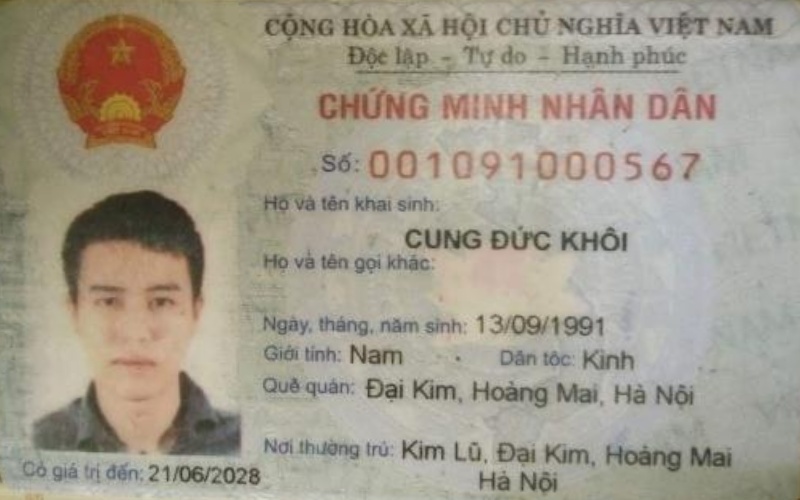 CỘNG HÒA XÃ HỘI CHỦ NGHĨA VIỆT NAM
Độc lập - Tự do - Hạnh phúc
CHỨNG MINH NHÂN DÂN
Số: 001091000567
Họ và tên khai sinh:
CUNG ĐỨC KHÔI
Họ và tên gọi khác:
Ngày, tháng, năm sinh: 13/09/1991
Giới tính: Nam Dân tộc: Kinh
Quê quán: Đại Kim, Hoàng Mai, Hà Nội
Nơi thường trú: Kim Lũ, Đại Kim, Hoàng Mai
Hà Nội
Có giá trị đến: 21/06/2028